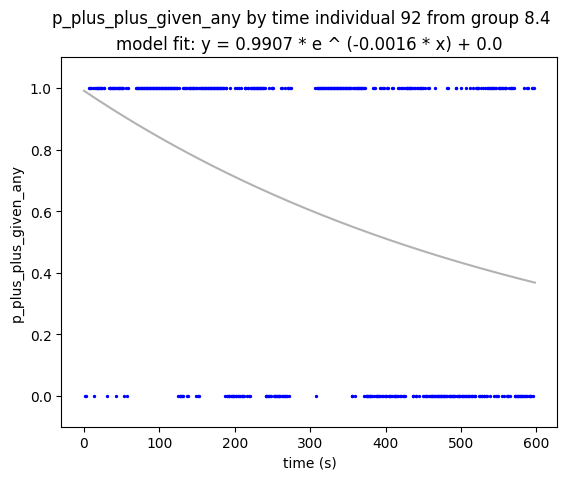 p_plus_plus_given_any by time individual 92 from group 8.4
model fit: y = 0.9907 * e ^ (-0.0016 * x) + 0.0
1.0
0.8
0.6
0.4
0.2
0.0
p_plus_plus_given_any
0 100 200 300 400 500 600
time (s)